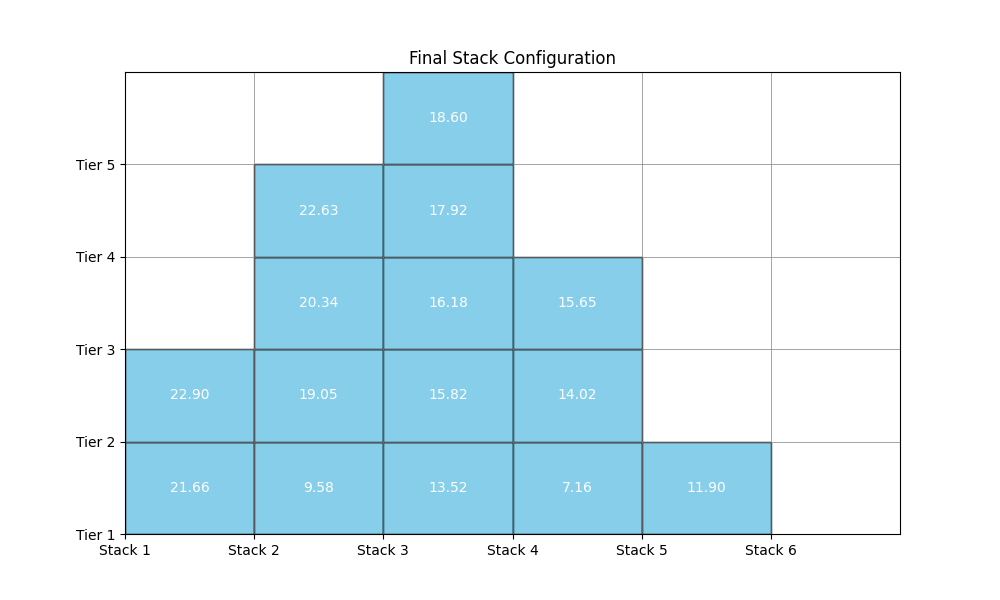 Final Stack Configuration
18.60
Tier 5
22.63 17.92
Tier 4
20.34 16.18 15.65
Tier 3
22.90 19.05 15.82 14.02
Tier 2
21.66 9.58 13.52 7.16 11.90
Tier 1
Stack 1 Stack 2 Stack 3 Stack 4 Stack 5 Stack 6